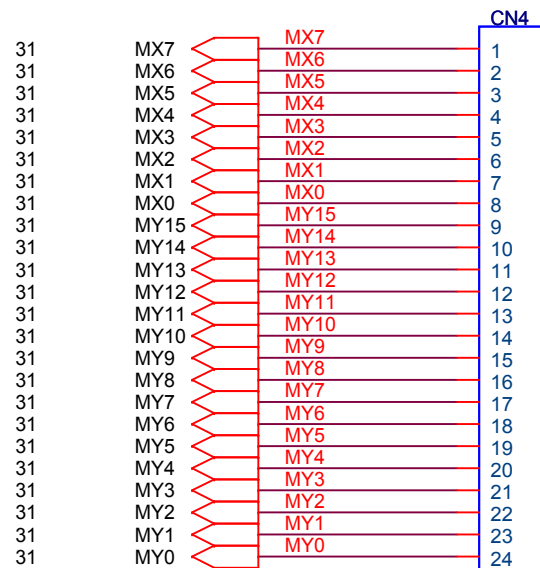 CN4
31 MX7 MX7 1
31 MX6 MX6 2
31 MX5 MX5 3
31 MX4 MX4 4
31 MX3 MX3 5
31 MX2 MX2 6
31 MX1 MX1 7
31 MX0 MX0 8
31 MY15 MY15 9
31 MY14 MY14 10
31 MY13 MY13 11
31 MY12 MY12 12
31 MY11 MY11 13
31 MY10 MY10 14
31 MY9 MY9 15
31 MY8 MY8 16
31 MY7 MY7 17
31 MY6 MY6 18
31 MY5 MY5 19
31 MY4 MY4 20
31 MY3 MY3 21
31 MY2 MY2 22
31 MY1 MY1 23
31 MY0 MY0 24